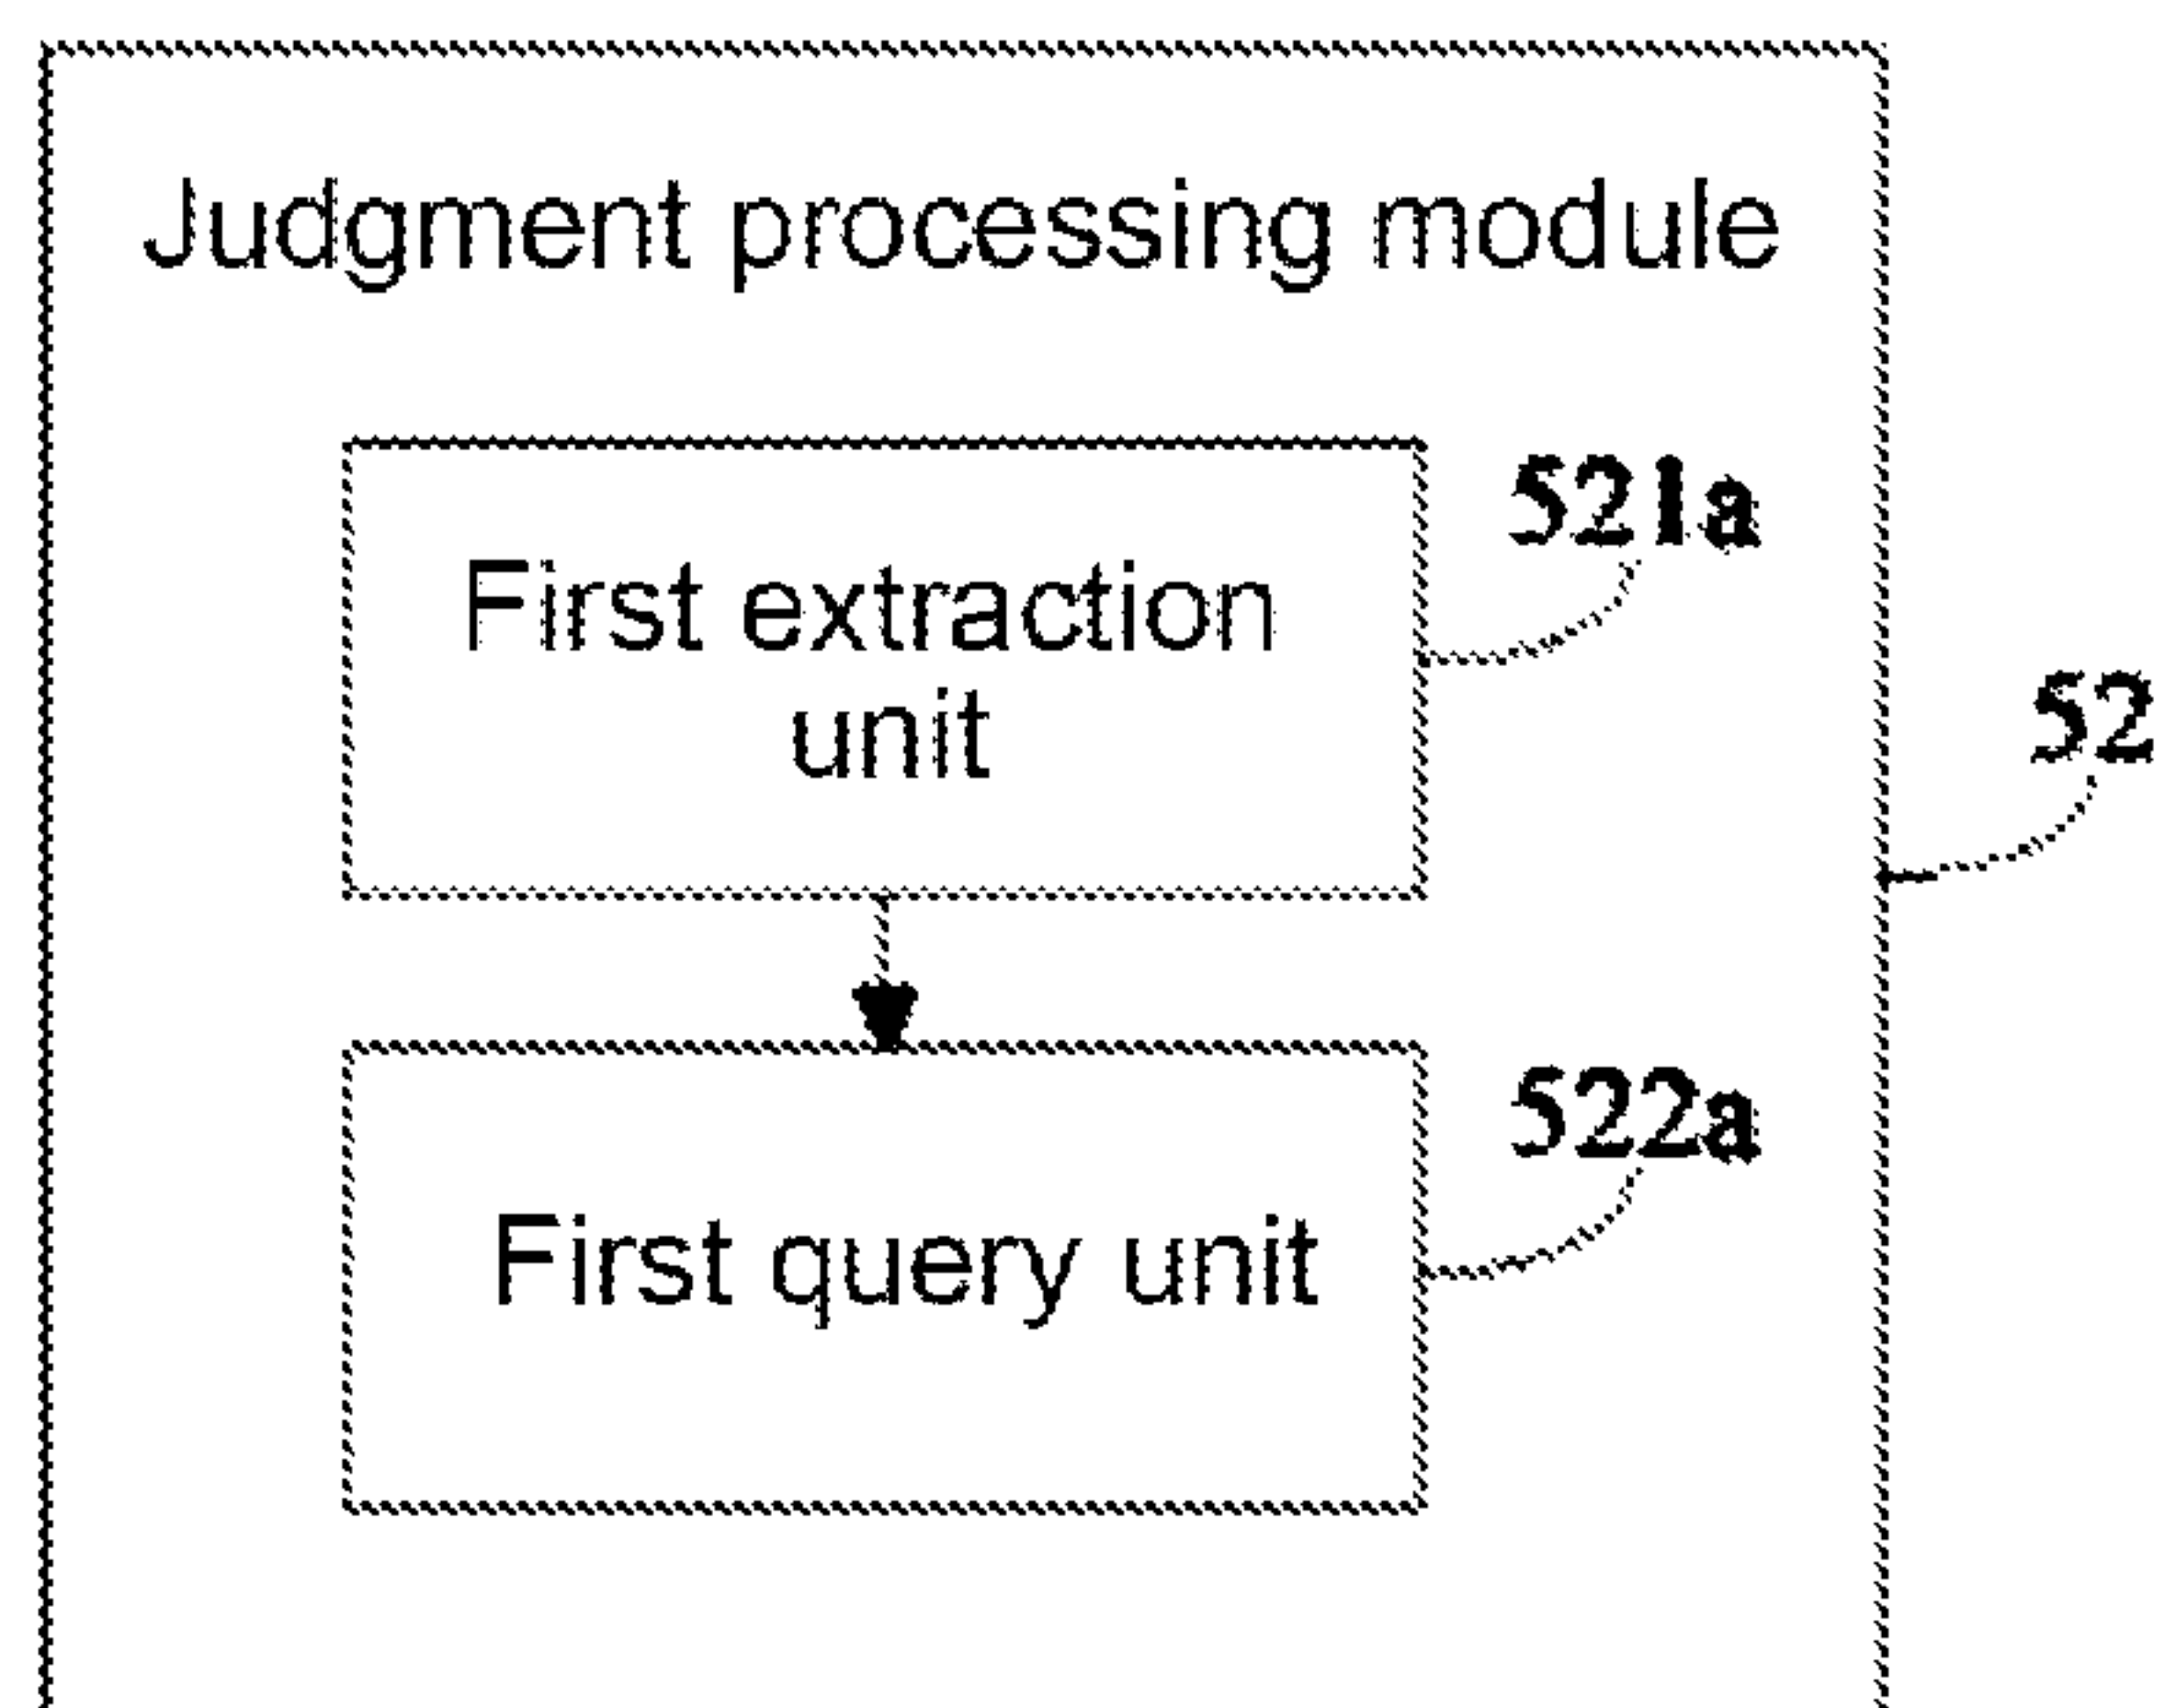 Judgment processing module
521a
First extraction
unit
52
522a
First query unit